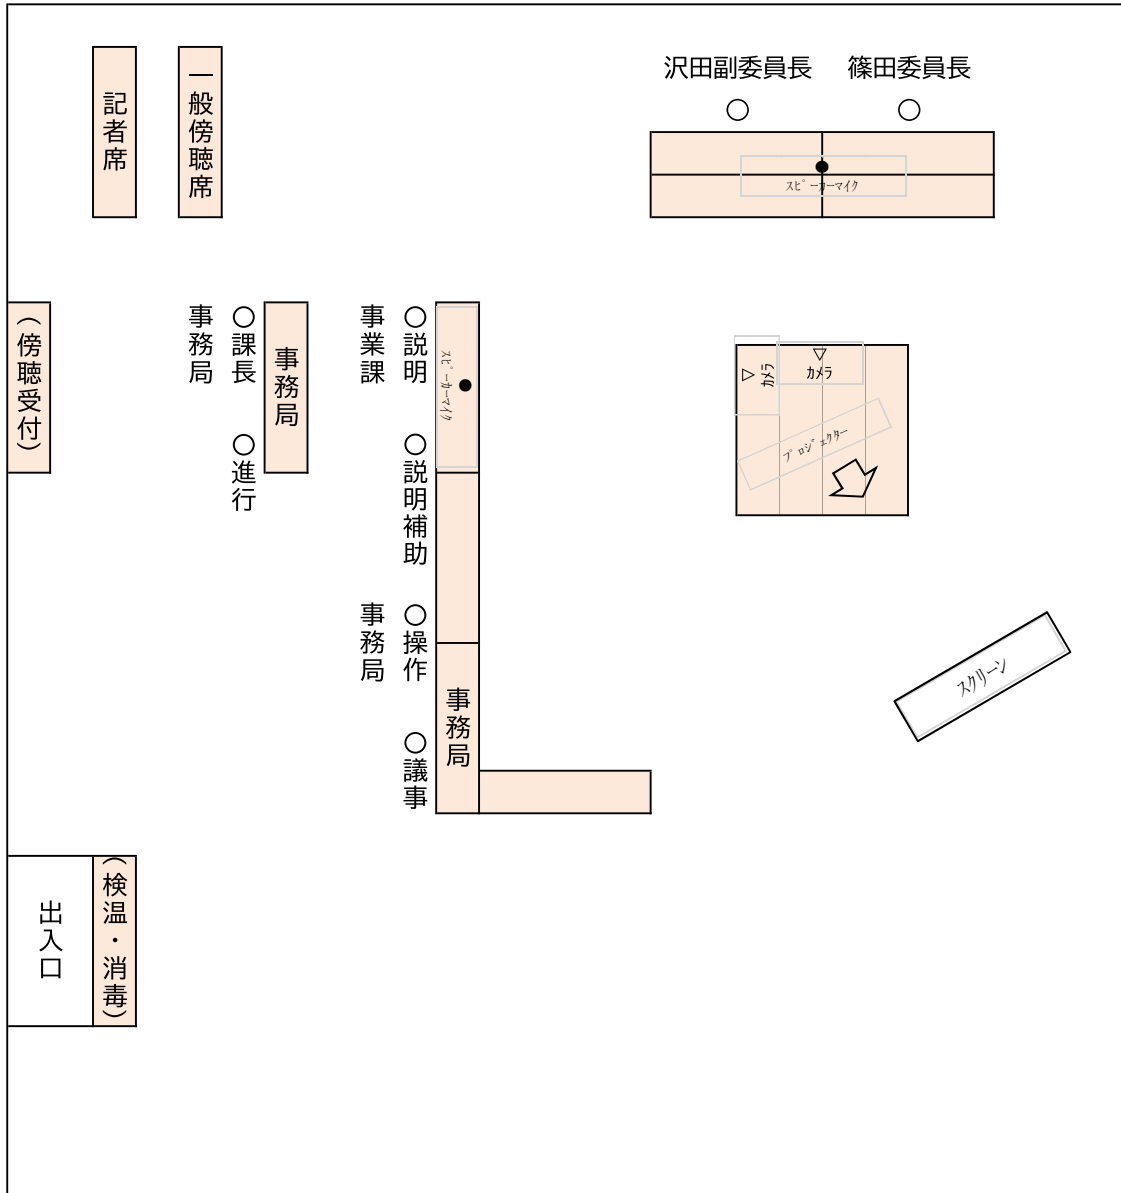 沢田副委員長
篠田委員長
スピーカーマイク
記者席
一般傍聴席
(傍聴受付)
事務局
○課長
○進行
事務局
事業課
○説明
○説明補助
スピーカーマイク
事務局
○操作
○議事
事務局
カメラ
カメラ
プロジェクター
スクリーン
出入口
(検温・消毒)